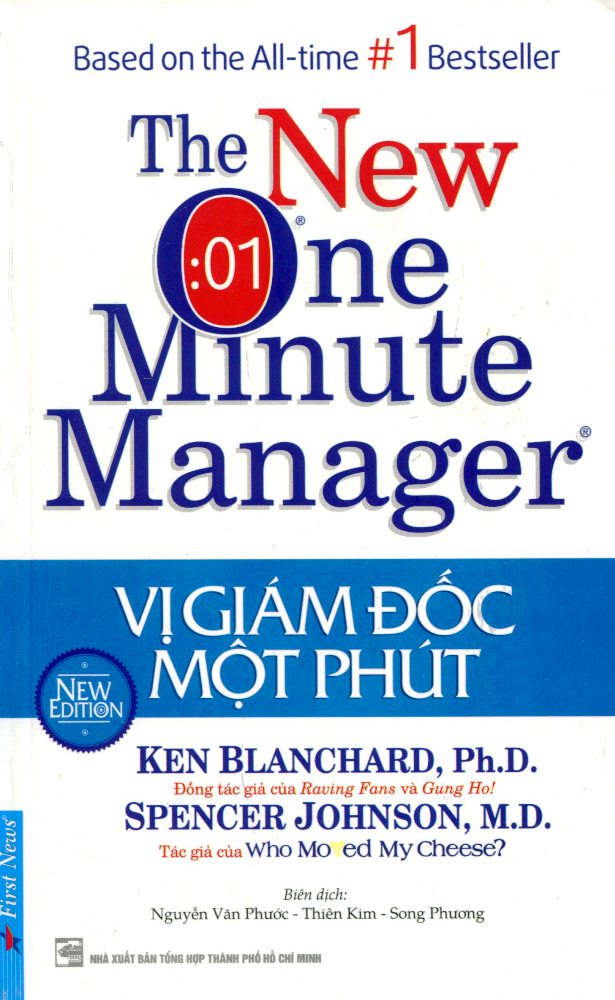 Based on the All-time #1 Bestseller
The New
:01 One®
Minute
Manager®
VỊ GIÁM ĐỐC
MỘT PHÚT
NEW
EDITION
KEN BLANCHARD, Ph.D.
Đồng tác giả của Raving Fans và Gung Ho!
SPENCER JOHNSON, M.D.
Tác giả của Who Moved My Cheese?
Biên dịch:
Nguyễn Văn Phước - Thiên Kim - Song Phương
First News®
NHÀ XUẤT BẢN TỔNG HỢP THÀNH PHỐ HỒ CHÍ MINH